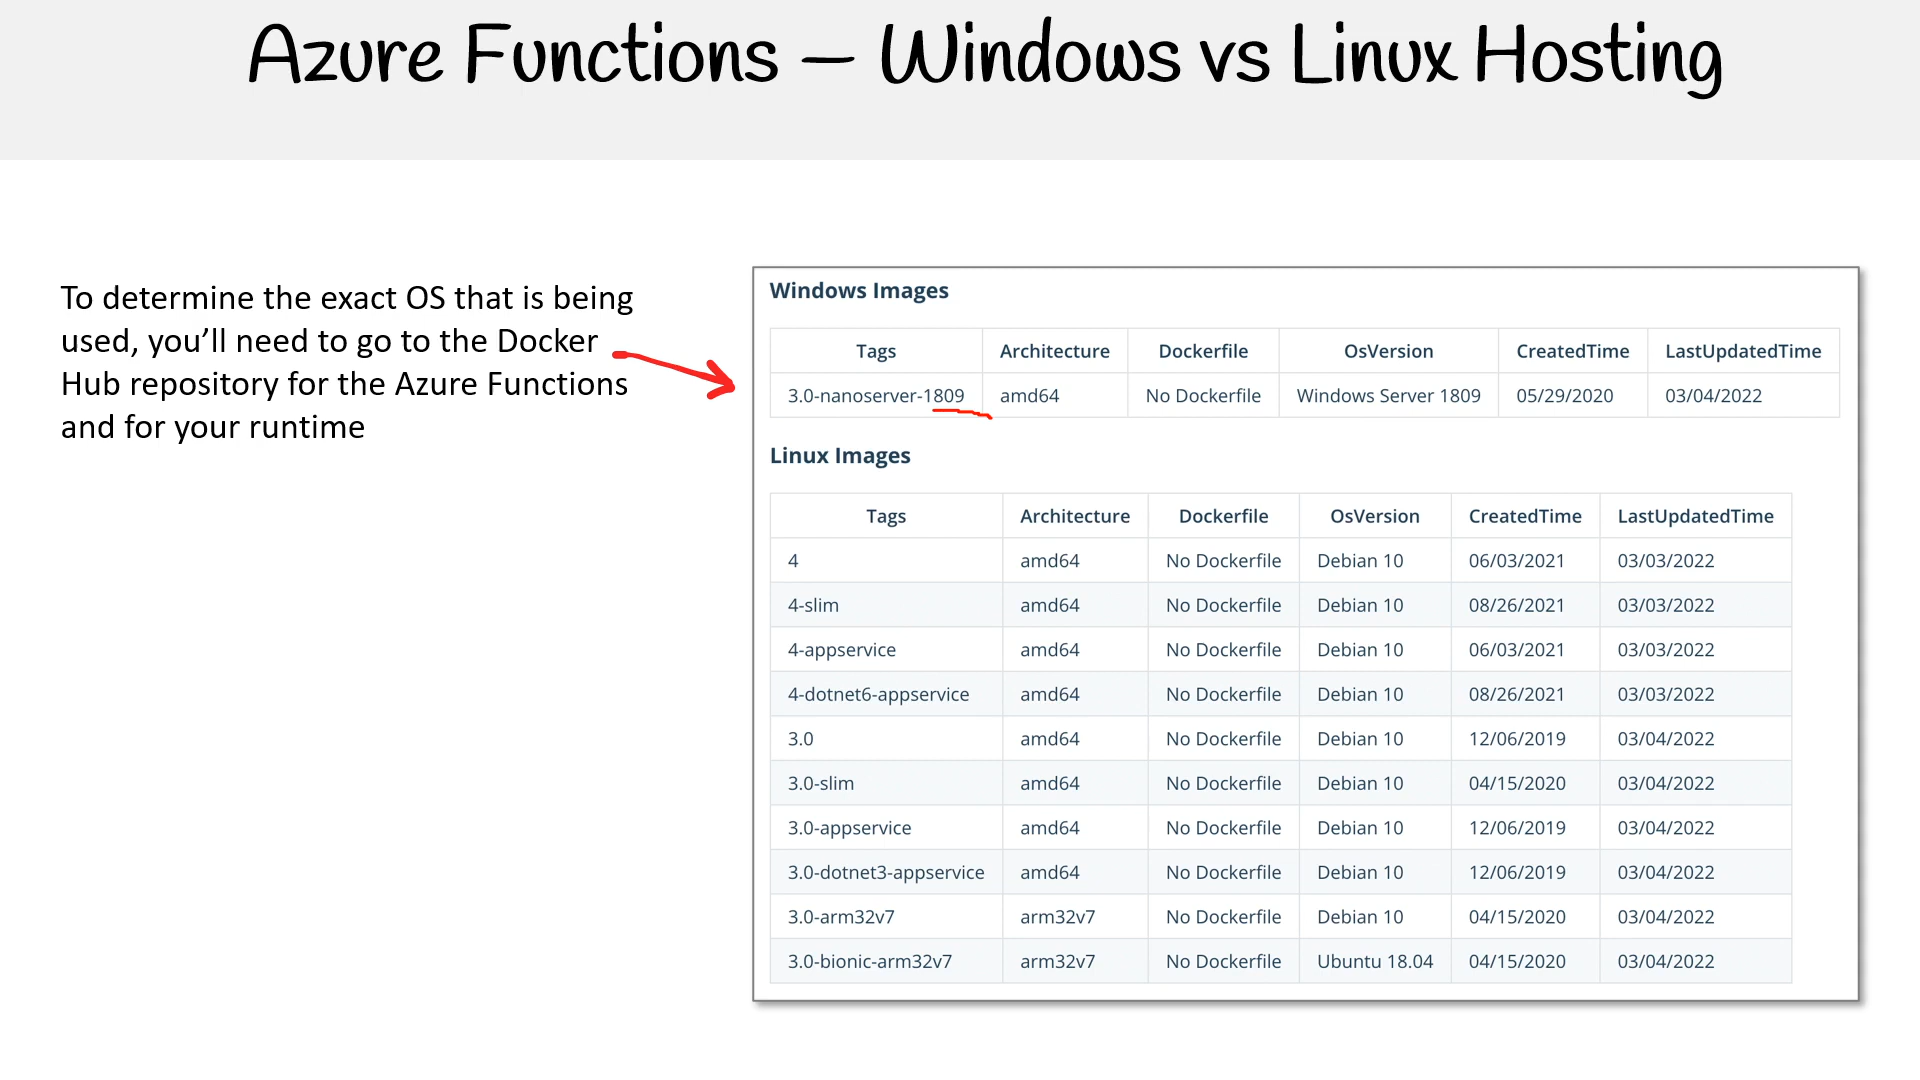 Azure Functions – Windows vs Linux Hosting
To determine the exact OS that is being
used, you’ll need to go to the Docker
Hub repository for the Azure Functions
and for your runtime
Windows Images
Tags Architecture Dockerfile OsVersion CreatedTime LastUpdatedTime
3.0-nanoserver-1809 amd64 No Dockerfile Windows Server 1809 05/29/2020 03/04/2022
Linux Images
Tags Architecture Dockerfile OsVersion CreatedTime LastUpdatedTime
4 amd64 No Dockerfile Debian 10 06/03/2021 03/03/2022
4-slim amd64 No Dockerfile Debian 10 08/26/2021 03/03/2022
4-appservice amd64 No Dockerfile Debian 10 06/03/2021 03/03/2022
4-dotnet6-appservice amd64 No Dockerfile Debian 10 08/26/2021 03/03/2022
3.0 amd64 No Dockerfile Debian 10 12/06/2019 03/04/2022
3.0-slim amd64 No Dockerfile Debian 10 04/15/2020 03/04/2022
3.0-appservice amd64 No Dockerfile Debian 10 12/06/2019 03/04/2022
3.0-dotnet3-appservice amd64 No Dockerfile Debian 10 12/06/2019 03/04/2022
3.0-arm32v7 arm32v7 No Dockerfile Debian 10 04/15/2020 03/04/2022
3.0-bionic-arm32v7 arm32v7 No Dockerfile Ubuntu 18.04 04/15/2020 03/04/2022